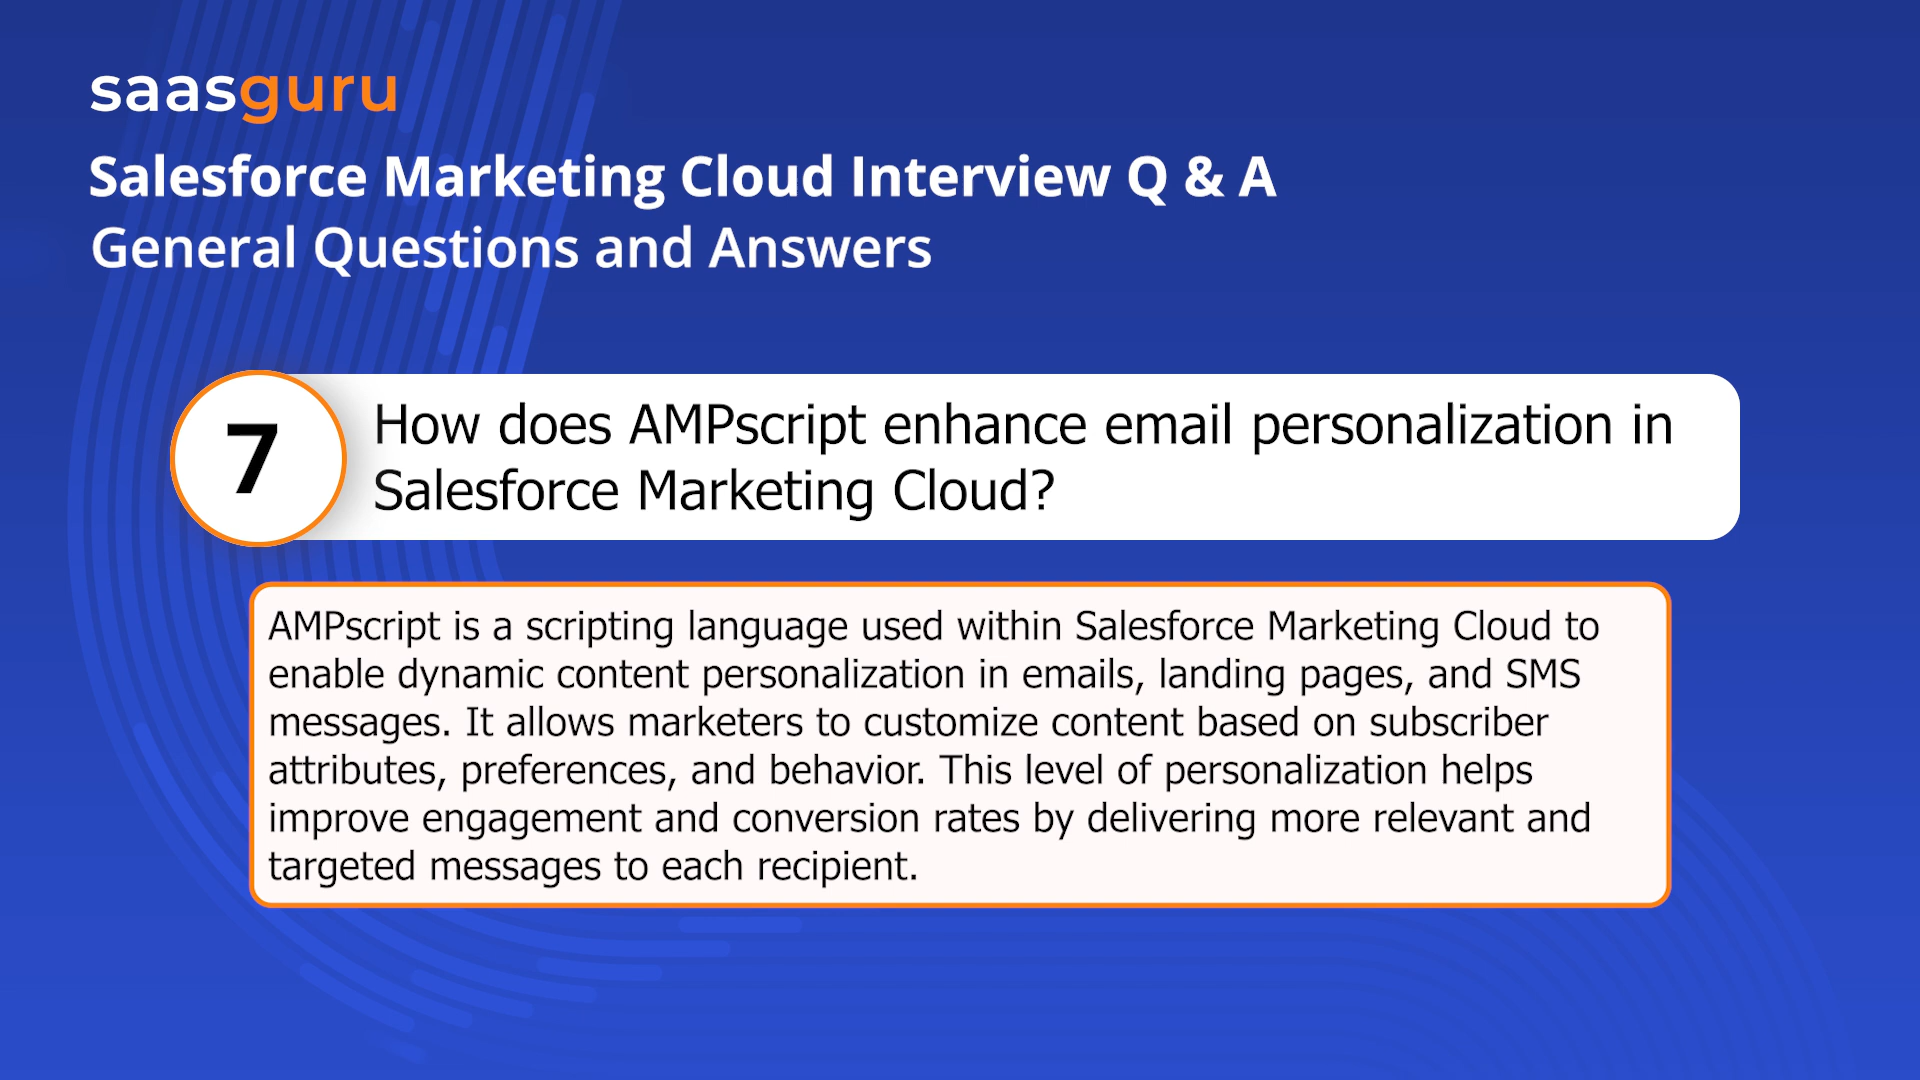 saasguru
Salesforce Marketing Cloud Interview Q & A
General Questions and Answers
7
How does AMPscript enhance email personalization in
Salesforce Marketing Cloud?
AMPscript is a scripting language used within Salesforce Marketing Cloud to
enable dynamic content personalization in emails, landing pages, and SMS
messages. It allows marketers to customize content based on subscriber
attributes, preferences, and behavior. This level of personalization helps
improve engagement and conversion rates by delivering more relevant and
targeted messages to each recipient.